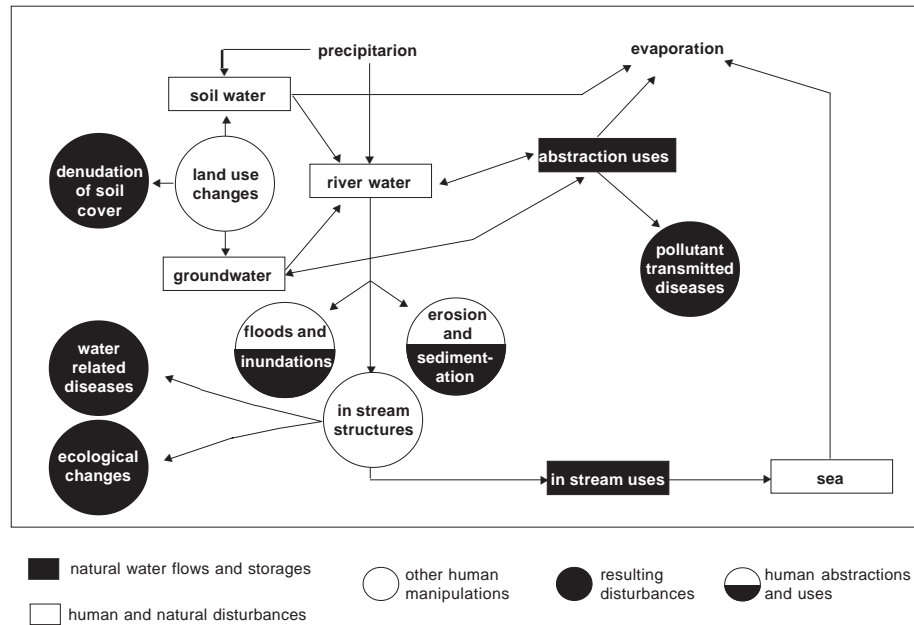 precipitarion
evaporation
soil water
denudation
of soil
cover
land use
changes
river water
abstraction uses
groundwater
pollutant
transmitted
diseases
floods and
inundations
erosion and
sediment-
ation
water
related
diseases
in stream
structures
ecological
changes
in stream uses
sea
natural water flows and storages
other human
manipulations
resulting
disturbances
human abstractions
and uses
human and natural disturbances